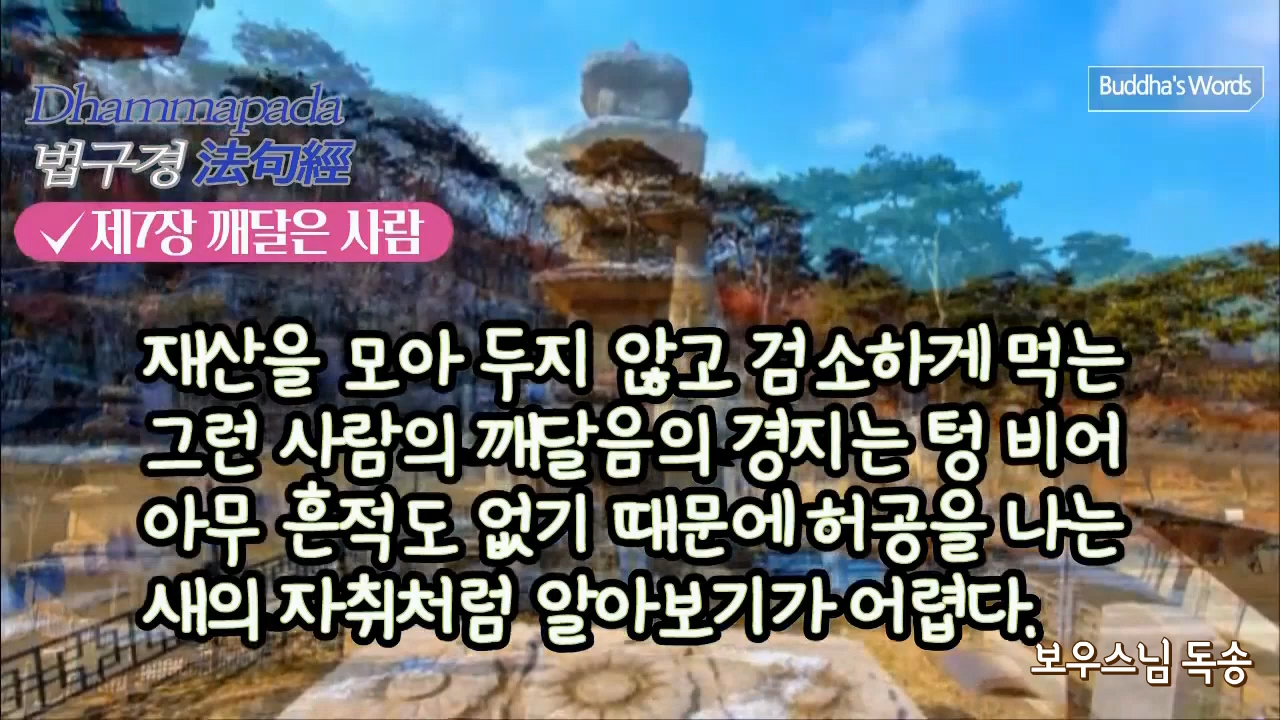 Dhammapada
법구경 法句經
제7장 깨달은 사람
Buddha's Words
재산을 모아 두지 않고 검소하게 먹는
그런 사람의 깨달음의 경지는 텅 비어
아무 흔적도 없기 때문에 허공을 나는
새의 자취처럼 알아보기가 어렵다.
보우스님 독송